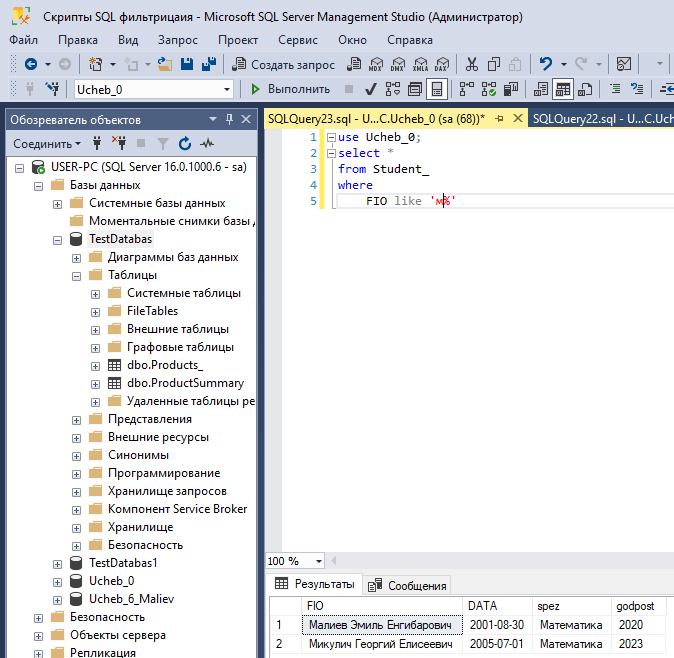 Скрипты SQL фильтрицаия - Microsoft SQL Server Management Studio (Администратор)
Файл Правка Вид Запрос Проект Сервис Окно Справка
Создать запрос MDX DMX XMLA DAX
Ucheb_0 Выполнить
Обозреватель объектов
SQLQuery23.sql - U...C.Ucheb_0 (sa (68))* SQLQuery22.sql - U...C.Uch
Соединить
USER-PC (SQL Server 16.0.1000.6 - sa)
Базы данных
Системные базы данных
Моментальные снимки базы
TestDatabas
Диаграммы баз данных
Таблицы
Системные таблицы
FileTables
Внешние таблицы
Графовые таблицы
dbo.Products_
dbo.ProductSummary
Удаленные таблицы ре
Представления
Внешние ресурсы
Синонимы
Программирование
Хранилище запросов
Компонент Service Broker
Хранилище
Безопасность
TestDatabas1
Ucheb_0
Ucheb_6_Maliev
Безопасность
Объекты сервера
Репликация
1 use Ucheb_0;
2 select *
3 from Student_
4 where
5 FIO like 'м%'
100 %
Результаты Сообщения
FIO DATA spez godpost
1 Малиев Эмиль Енгибарович 2001-08-30 Математика 2020
2 Микулич Георгий Елисеевич 2005-07-01 Математика 2023